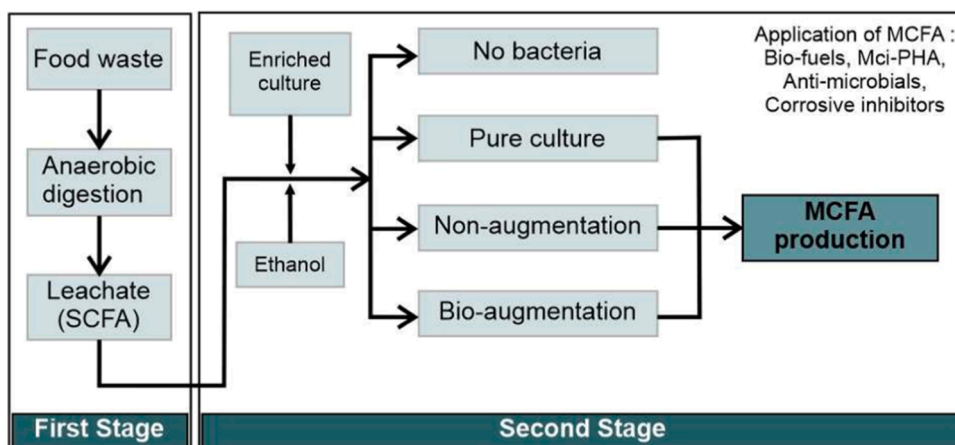 Food waste
Anaerobic
digestion
Leachate
(SCFA)
First Stage
Enriched
culture
Ethanol
No bacteria
Pure culture
Non-augmentation
Bio-augmentation
MCFA
production
Application of MCFA :
Bio-fuels, Mci-PHA,
Anti-microbials,
Corrosive inhibitors
Second Stage